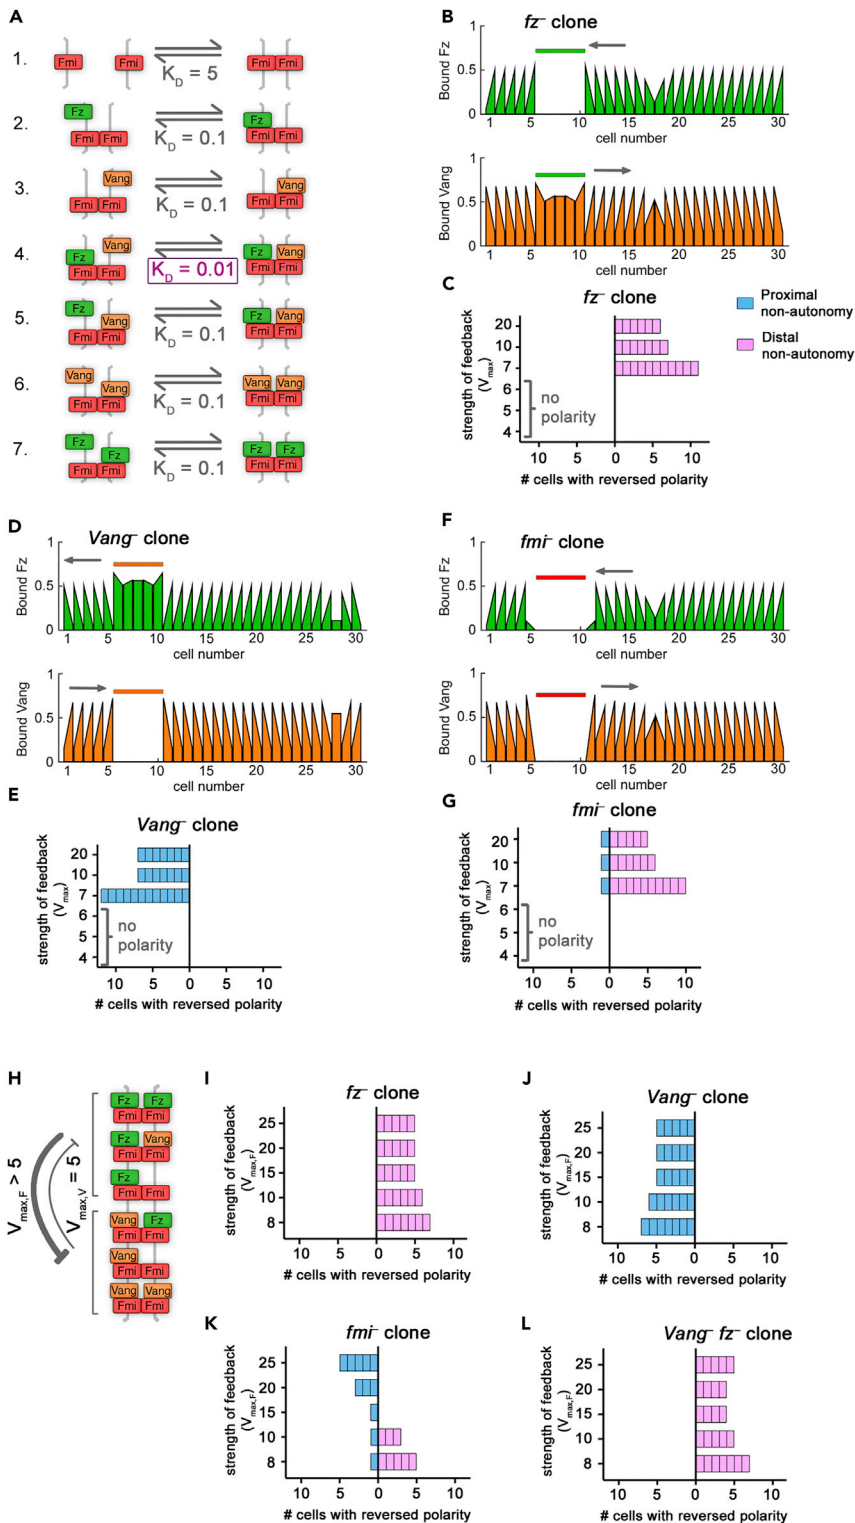 A
1.
Fmi
Fmi
K_D = 5
Fmi Fmi
2.
Fz
Fmi Fmi
K_D = 0.1
Fz
Fmi Fmi
3.
Vang
Fmi Fmi
K_D = 0.1
Vang
Fmi Fmi
4.
Vang
Fz
Fmi Fmi
K_D = 0.01
Fz Vang
Fmi Fmi
5.
Fz
Vang
Fmi Fmi
K_D = 0.1
Fz Vang
Fmi Fmi
6.
Vang
Vang
Fmi Fmi
K_D = 0.1
Vang Vang
Fmi Fmi
7.
Fz
Fz
Fmi Fmi
K_D = 0.1
Fz Fz
Fmi Fmi
B
fz⁻ clone
Bound Fz
1
0.5
0
1 5 10 15 20 25 30
cell number
Bound Vang
1
0.5
0
1 5 10 15 20 25 30
cell number
C
fz⁻ clone
strength of feedback
(V_max)
20
10
7
6
5
4
no
polarity
10 5 0 5 10
# cells with reversed polarity
Proximal
non-autonomy
Distal
non-autonomy
D
Vang⁻ clone
Bound Fz
1
0.5
0
1 5 10 15 20 25 30
cell number
Bound Vang
1
0.5
0
1 5 10 15 20 25 30
cell number
E
Vang⁻ clone
strength of feedback
(V_max)
20
10
7
6
5
4
no
polarity
10 5 0 5 10
# cells with reversed polarity
F
fmi⁻ clone
Bound Fz
1
0.5
0
1 5 10 15 20 25 30
cell number
Bound Vang
1
0.5
0
1 5 10 15 20 25 30
cell number
G
fmi⁻ clone
strength of feedback
(V_max)
20
10
7
6
5
4
no
polarity
10 5 0 5 10
# cells with reversed polarity
H
V_max,F > 5
V_max,V = 5
Fz Fz
Fmi Fmi
Fz Vang
Fmi Fmi
Fz
Fmi Fmi
Vang Fz
Fmi Fmi
Vang
Fmi Fmi
Vang Vang
Fmi Fmi
I
fz⁻ clone
strength of feedback
(V_max,F)
25
20
15
10
8
10 5 0 5 10
# cells with reversed polarity
J
Vang⁻ clone
strength of feedback
(V_max,F)
25
20
15
10
8
10 5 0 5 10
# cells with reversed polarity
K
fmi⁻ clone
strength of feedback
(V_max,F)
25
20
15
10
8
10 5 0 5 10
# cells with reversed polarity
L
Vang⁻ fz⁻ clone
strength of feedback
(V_max,F)
25
20
15
10
8
10 5 0 5 10
# cells with reversed polarity